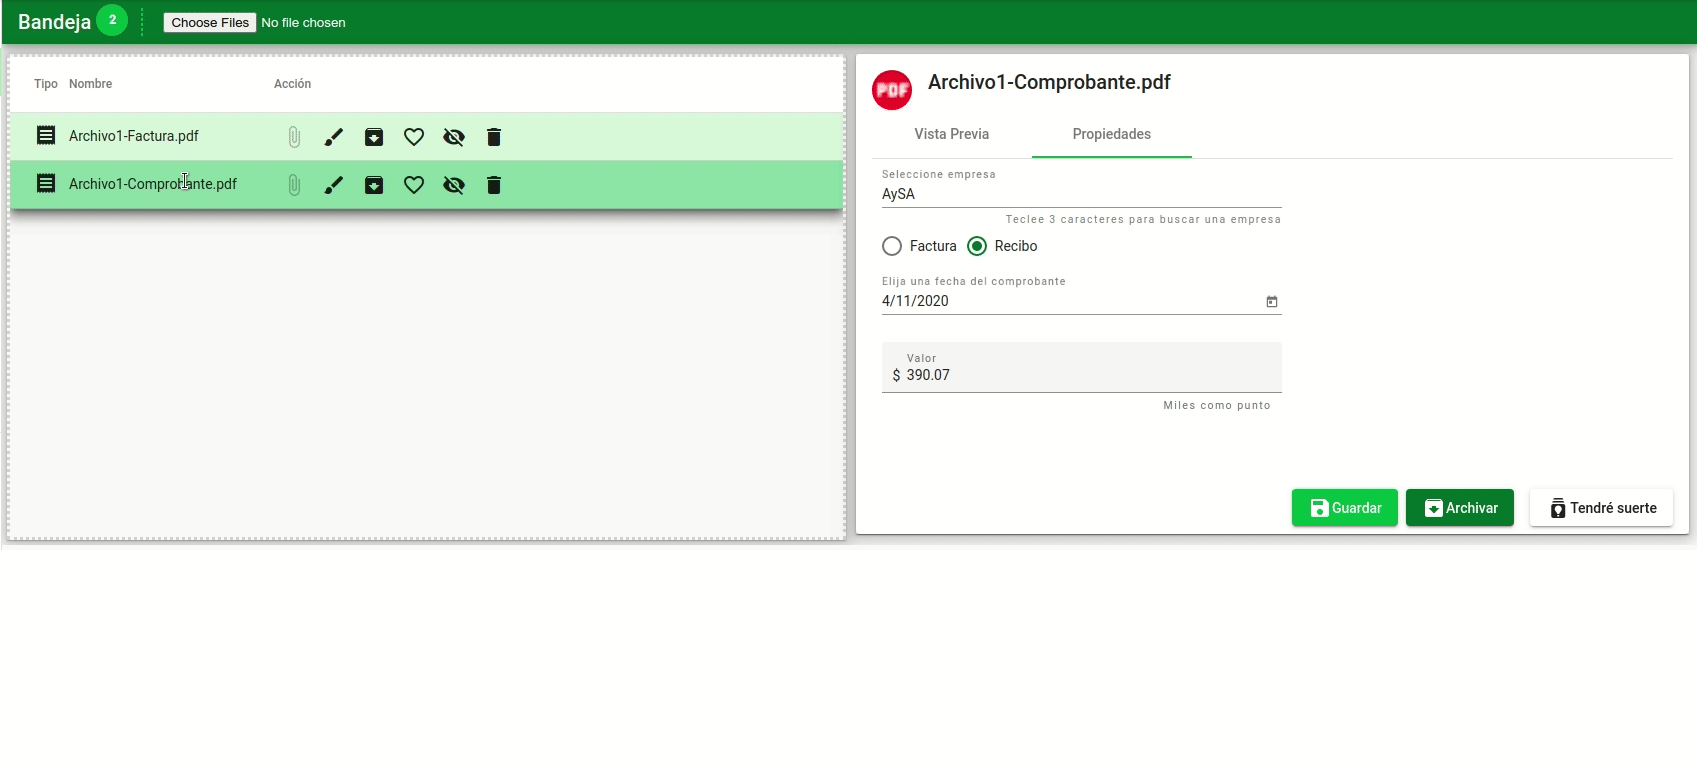 Bandeja 2 Choose Files No file chosen
Tipo Nombre Acción
Archivo1-Factura.pdf
Archivo1-Comprobante.pdf
PDF Archivo1-Comprobante.pdf
Vista Previa Propiedades
Seleccione empresa
AySA
Teclee 3 caracteres para buscar una empresa
Factura Recibo
Elija una fecha del comprobante
4/11/2020
Valor
$ 390.07
Miles como punto
Guardar Archivar Tendré suerte